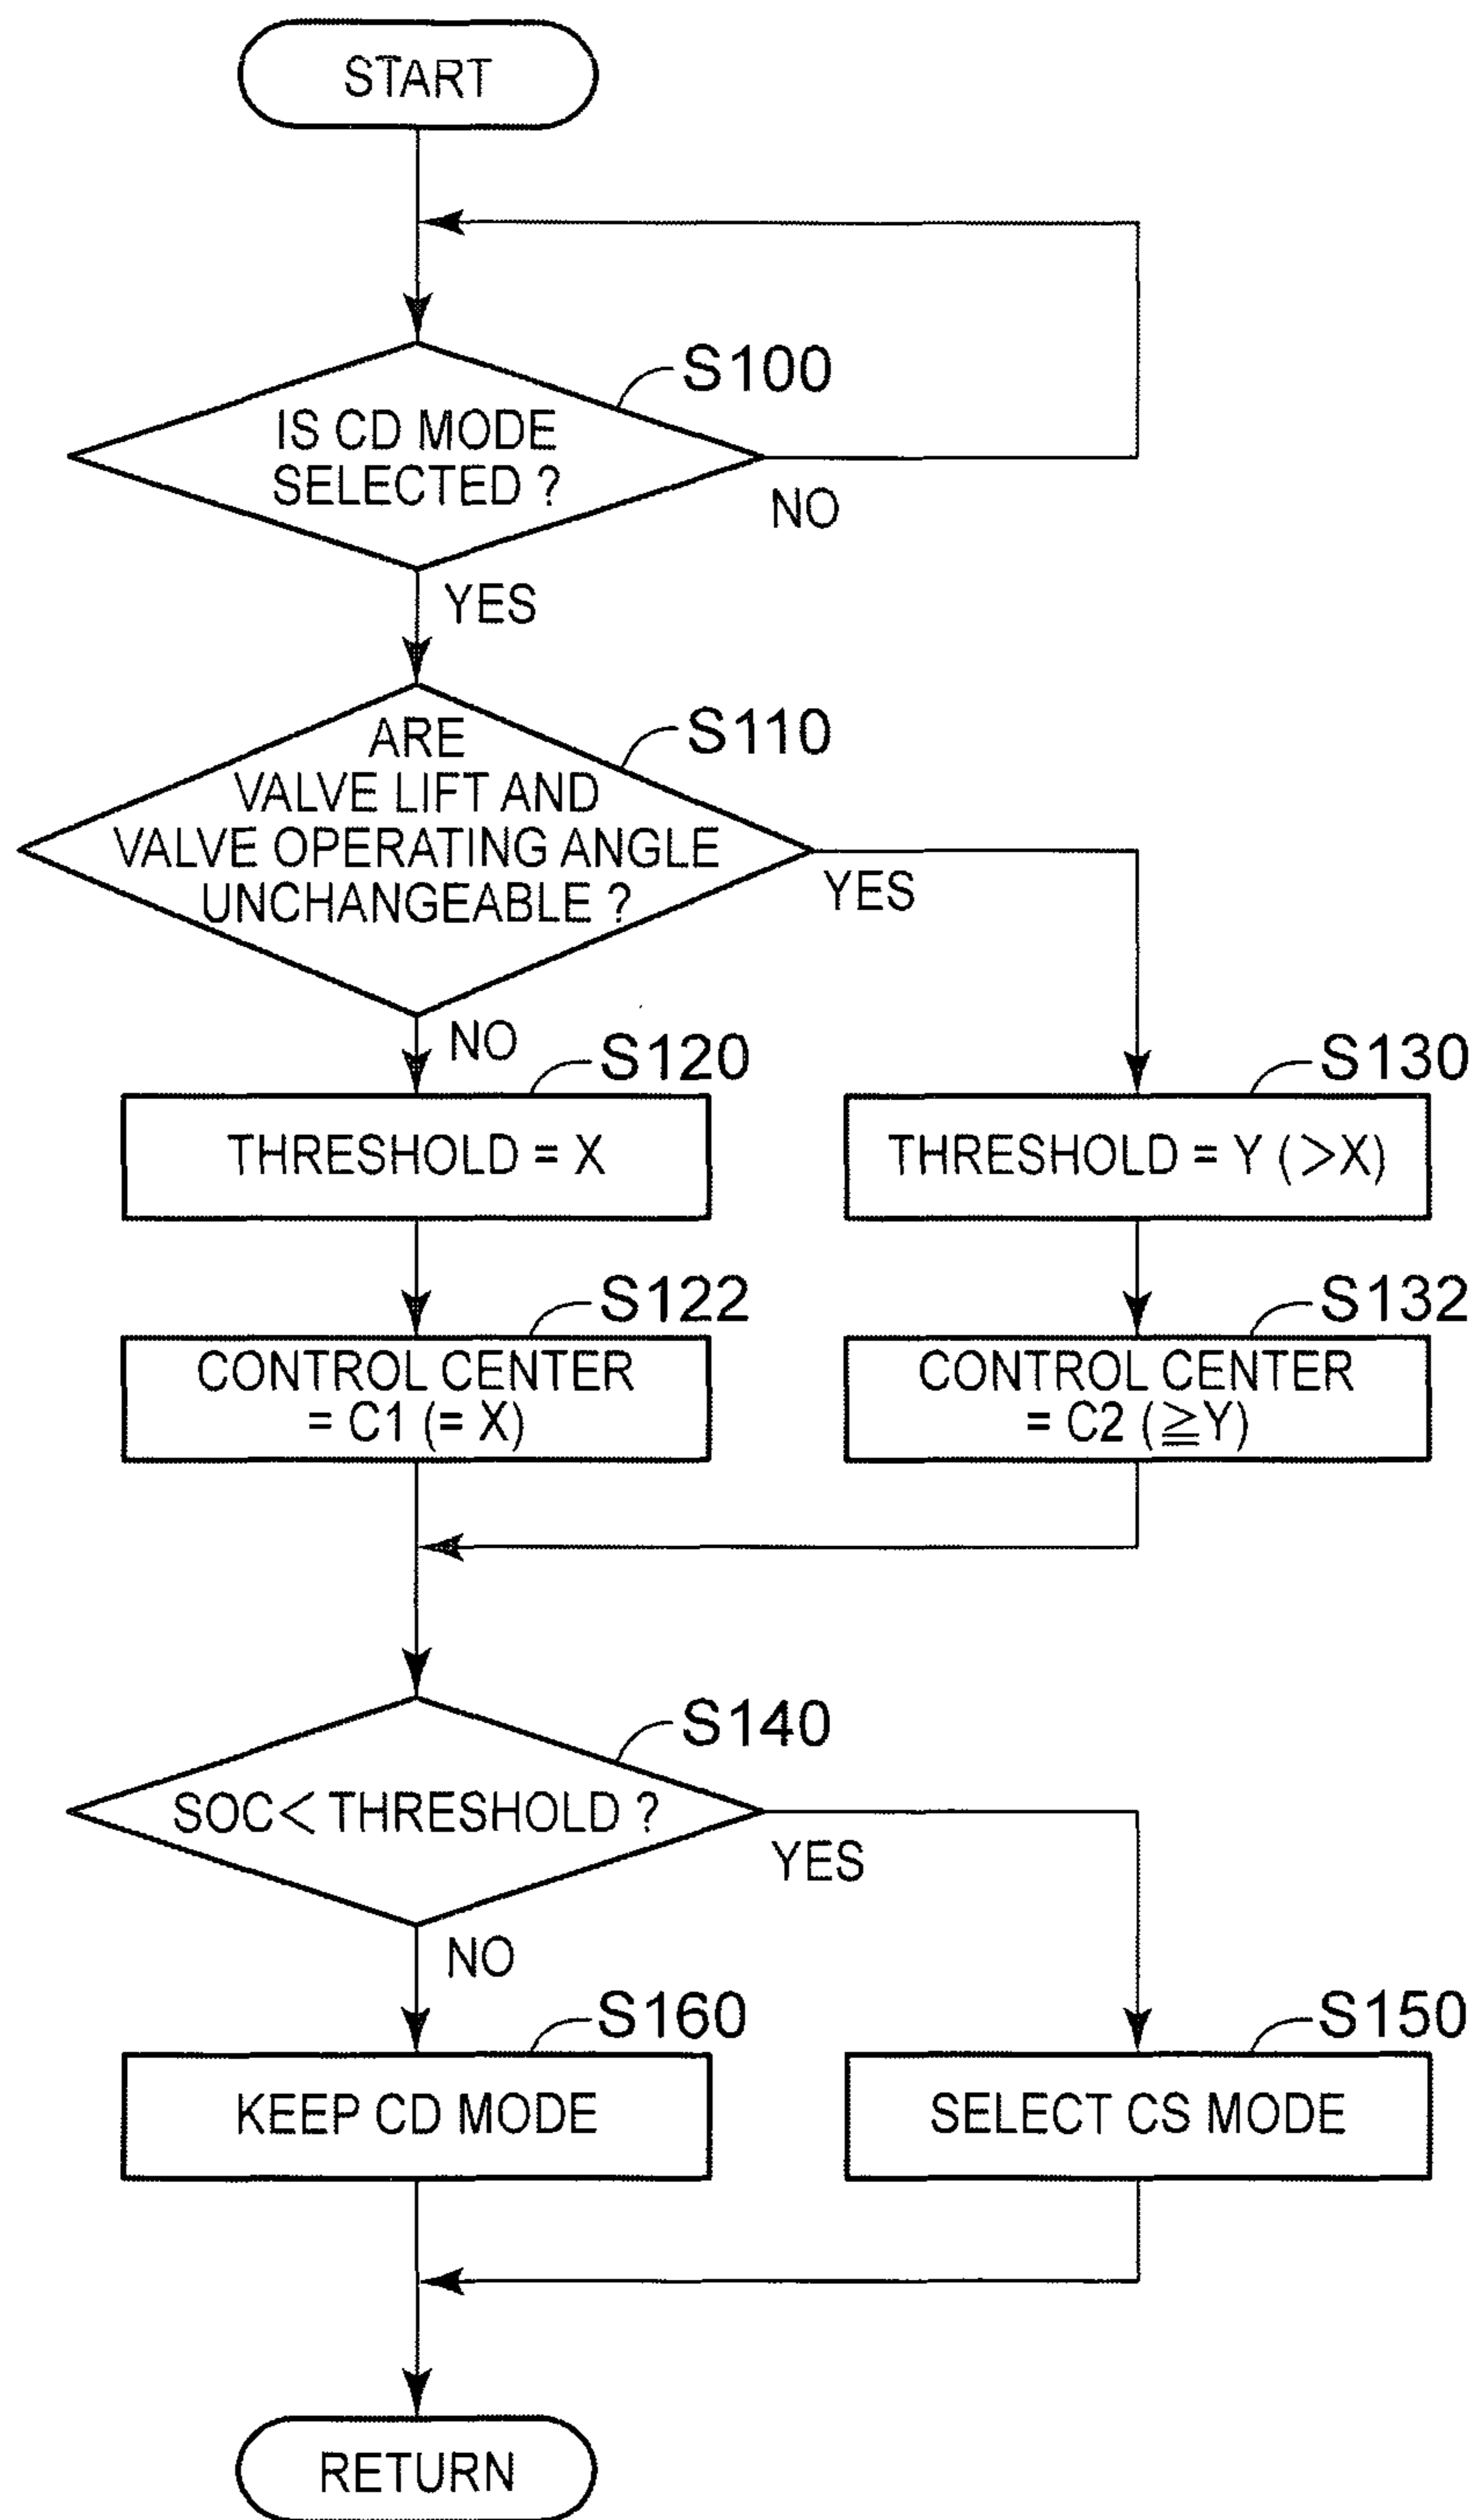 START
S100
IS CD MODE
SELECTED ?
NO
YES
S110
ARE
VALVE LIFT AND
VALVE OPERATING ANGLE
UNCHANGEABLE ?
YES
NO
S120
THRESHOLD = X
S130
THRESHOLD = Y (>X)
S122
CONTROL CENTER
= C1 (= X)
S132
CONTROL CENTER
= C2 (≧Y)
S140
SOC< THRESHOLD ?
YES
NO
S160
KEEP CD MODE
S150
SELECT CS MODE
RETURN